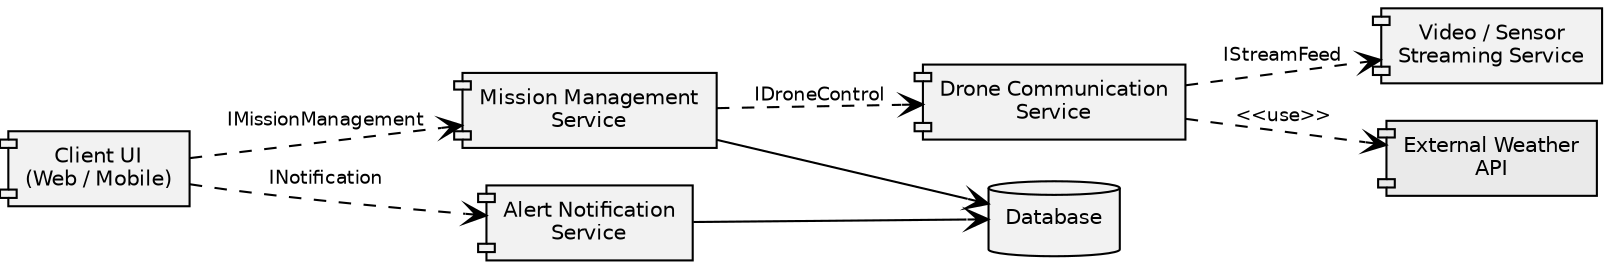 Client UI
(Web / Mobile)
IMissionManagement
INotification
Mission Management
Service
Alert Notification
Service
IDroneControl
Drone Communication
Service
Database
IStreamFeed
<<use>>
Video / Sensor
Streaming Service
External Weather
API